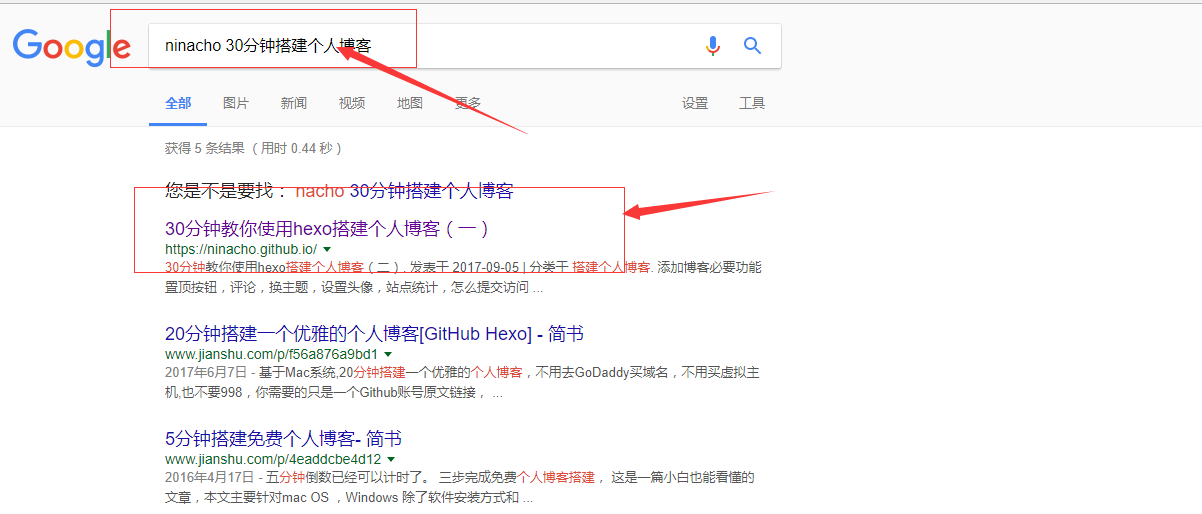 Google
ninacho 30分钟搭建个人博客
全部 图片 新闻 视频 地图 更多 设置 工具
获得 5 条结果 （用时 0.44 秒）
您是不是要找： nacho 30分钟搭建个人博客
30分钟教你使用hexo搭建个人博客（一）
https://ninacho.github.io/
30分钟教你使用hexo搭建个人博客（二）. 发表于 2017-09-05 | 分类于 搭建个人博客. 添加博客必要功能
置顶按钮，评论，换主题，设置头像，站点统计，怎么提交访问 ...
20分钟搭建一个优雅的个人博客[GitHub Hexo] - 简书
www.jianshu.com/p/f56a876a9bd1
2017年6月7日 - 基于Mac系统,20分钟搭建一个优雅的个人博客，不用去GoDaddy买域名，不用买虚拟主
机,也不要998，你需要的只是一个Github账号原文链接， ...
5分钟搭建免费个人博客- 简书
www.jianshu.com/p/4eaddcbe4d12
2016年4月17日 - 五分钟倒数已经可以计时了。 三步完成免费个人博客搭建， 这是一篇小白也能看懂的
文章，本文主要针对mac OS ，Windows 除了软件安装方式和 ...